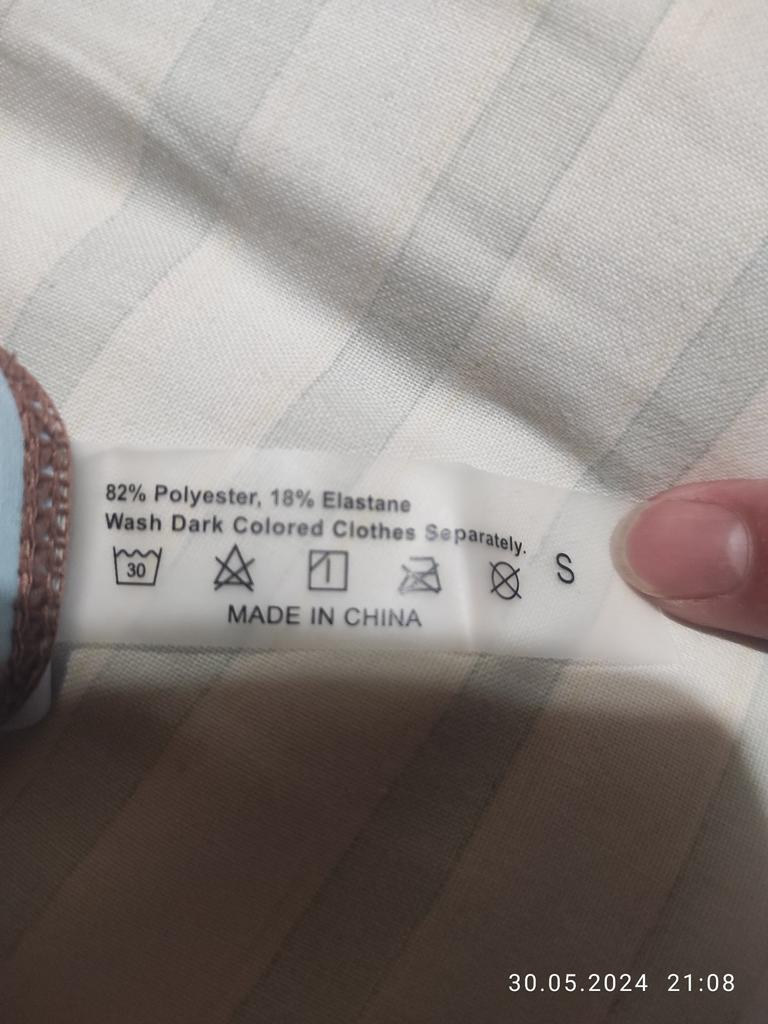 82% Polyester, 18% Elastane
Wash Dark Colored Clothes Separately.
30
S
MADE IN CHINA
30.05.2024 21:08